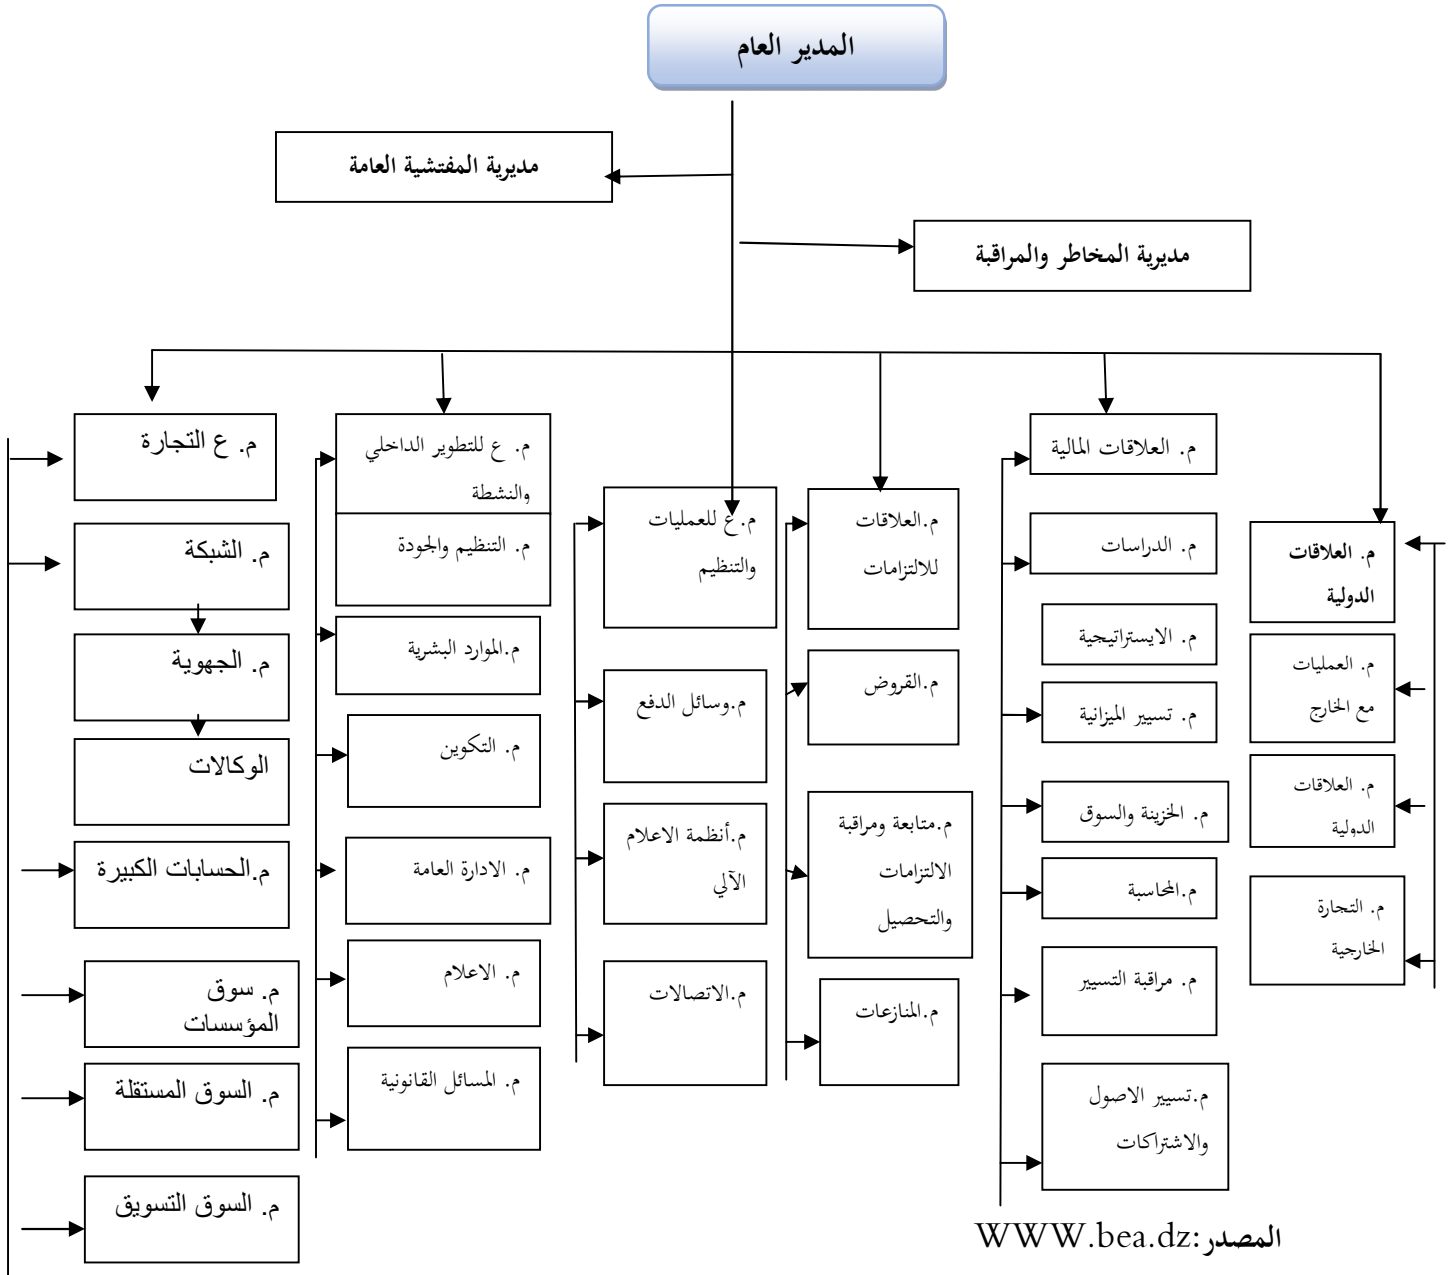 المدير العام
مديرية المفتشية العامة
مديرية المخاطر والمراقبة
م. العلاقات
الدولية
م. العمليات
مع الخارج
م. العلاقات
الدولية
م. التجارة
الخارجية
م. العلاقات المالية
م. الدراسات
م. الايستراتيجية
م. تسيير الميزانية
م. الخزينة والسوق
م.المحاسبة
م. مراقبة التسيير
م.تسيير الاصول
والاشتراكات
م.العلاقات
للالتزامات
م.القروض
م.متابعة ومراقبة
الالتزامات
والتحصيل
م.المنازعات
م.ع للعمليات
والتنظيم
م.وسائل الدفع
م.أنظمة الاعلام
الآلي
م.الاتصالات
م. ع للتطوير الداخلي
والنشطة
م. التنظيم والجودة
م.الموارد البشرية
م. التكوين
م. الادارة العامة
م. الاعلام
م. المسائل القانونية
م. ع التجارة
م. الشبكة
م. الجهوية
الوكالات
م.الحسابات الكبيرة
م. سوق
المؤسسات
م. السوق المستقلة
م. السوق التسويق
المصدر:WWW.bea.dz